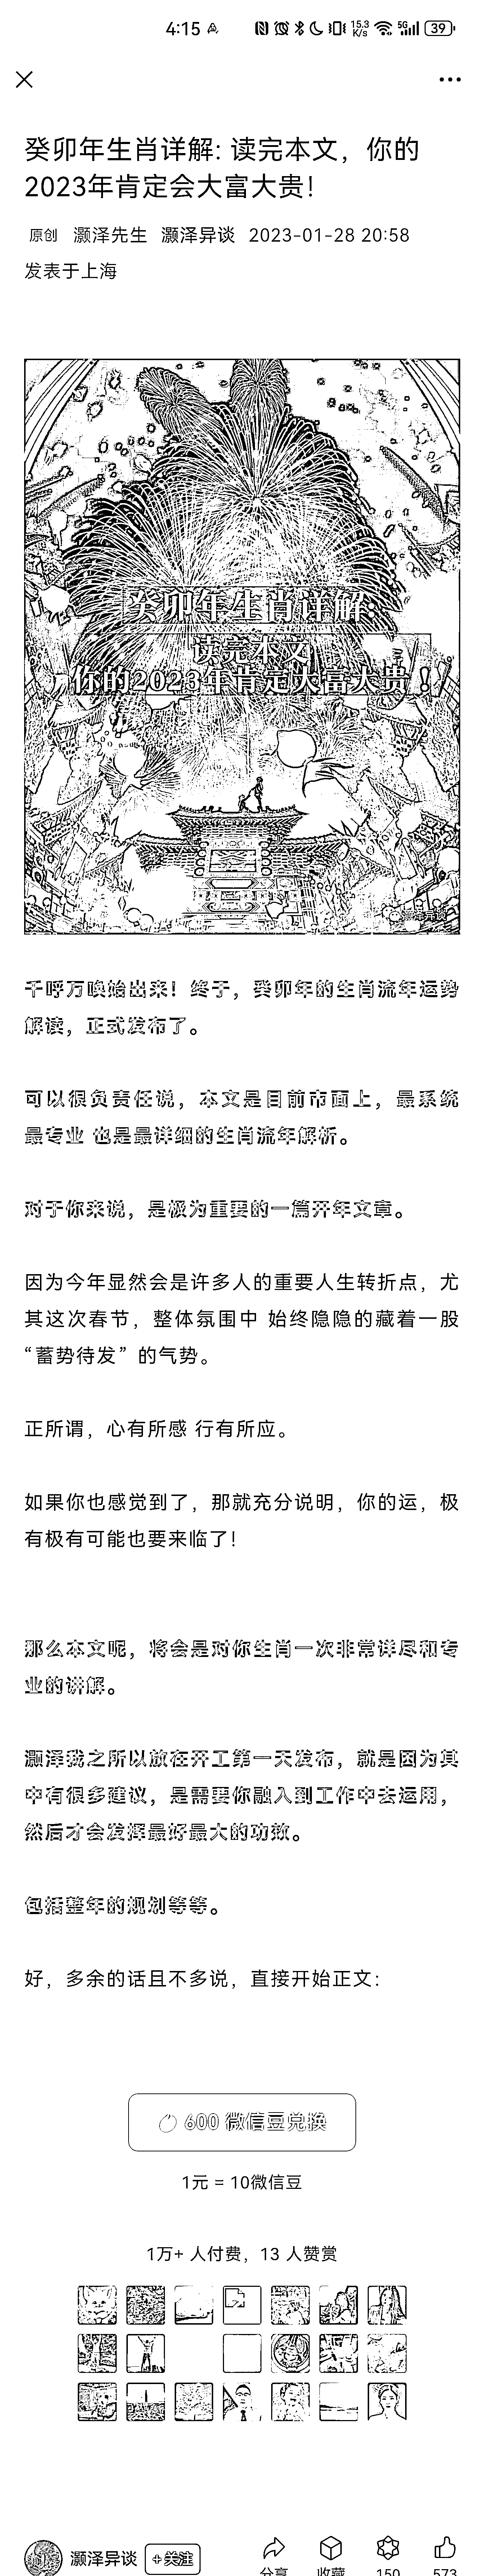 4:15
15.3
K/s
5G
39
癸卯年生肖详解：读完本文，你的
2023年肯定会大富大贵！
原创 灏泽先生 灏泽异谈 2023-01-28 20:58
发表于上海
癸卯年生肖详解：
读完本文
你的2023年肯定大富大贵！
千呼万唤始出来！终于，癸卯年的生肖流年运势
解读，正式发布了。
可以很负责任说，本文是目前市面上，最系统
最专业 也是最详细的生肖流年解析。
对于你来说，是极为重要的一篇开年文章。
因为今年显然会是许多人的重要人生转折点，尤
其这次春节，整体氛围中 始终隐隐的藏着一股
“蓄势待发”的气势。
正所谓，心有所感 行有所应。
如果你也感觉到了，那就充分说明，你的运，极
有极有可能也要来临了！
那么本文呢，将会是对你生肖一次非常详尽和专
业的讲解。
灏泽我之所以放在开工第一天发布，就是因为其
中有很多建议，是需要你融入到工作中去运用，
然后才会发挥最好最大的功效。
包括整年的规划等等。
好，多余的话且不多说，直接开始正文：
600 微信豆兑换
1元 = 10微信豆
1万+ 人付费，13 人赞赏
灏泽异谈 +关注
分享 收藏 150 573